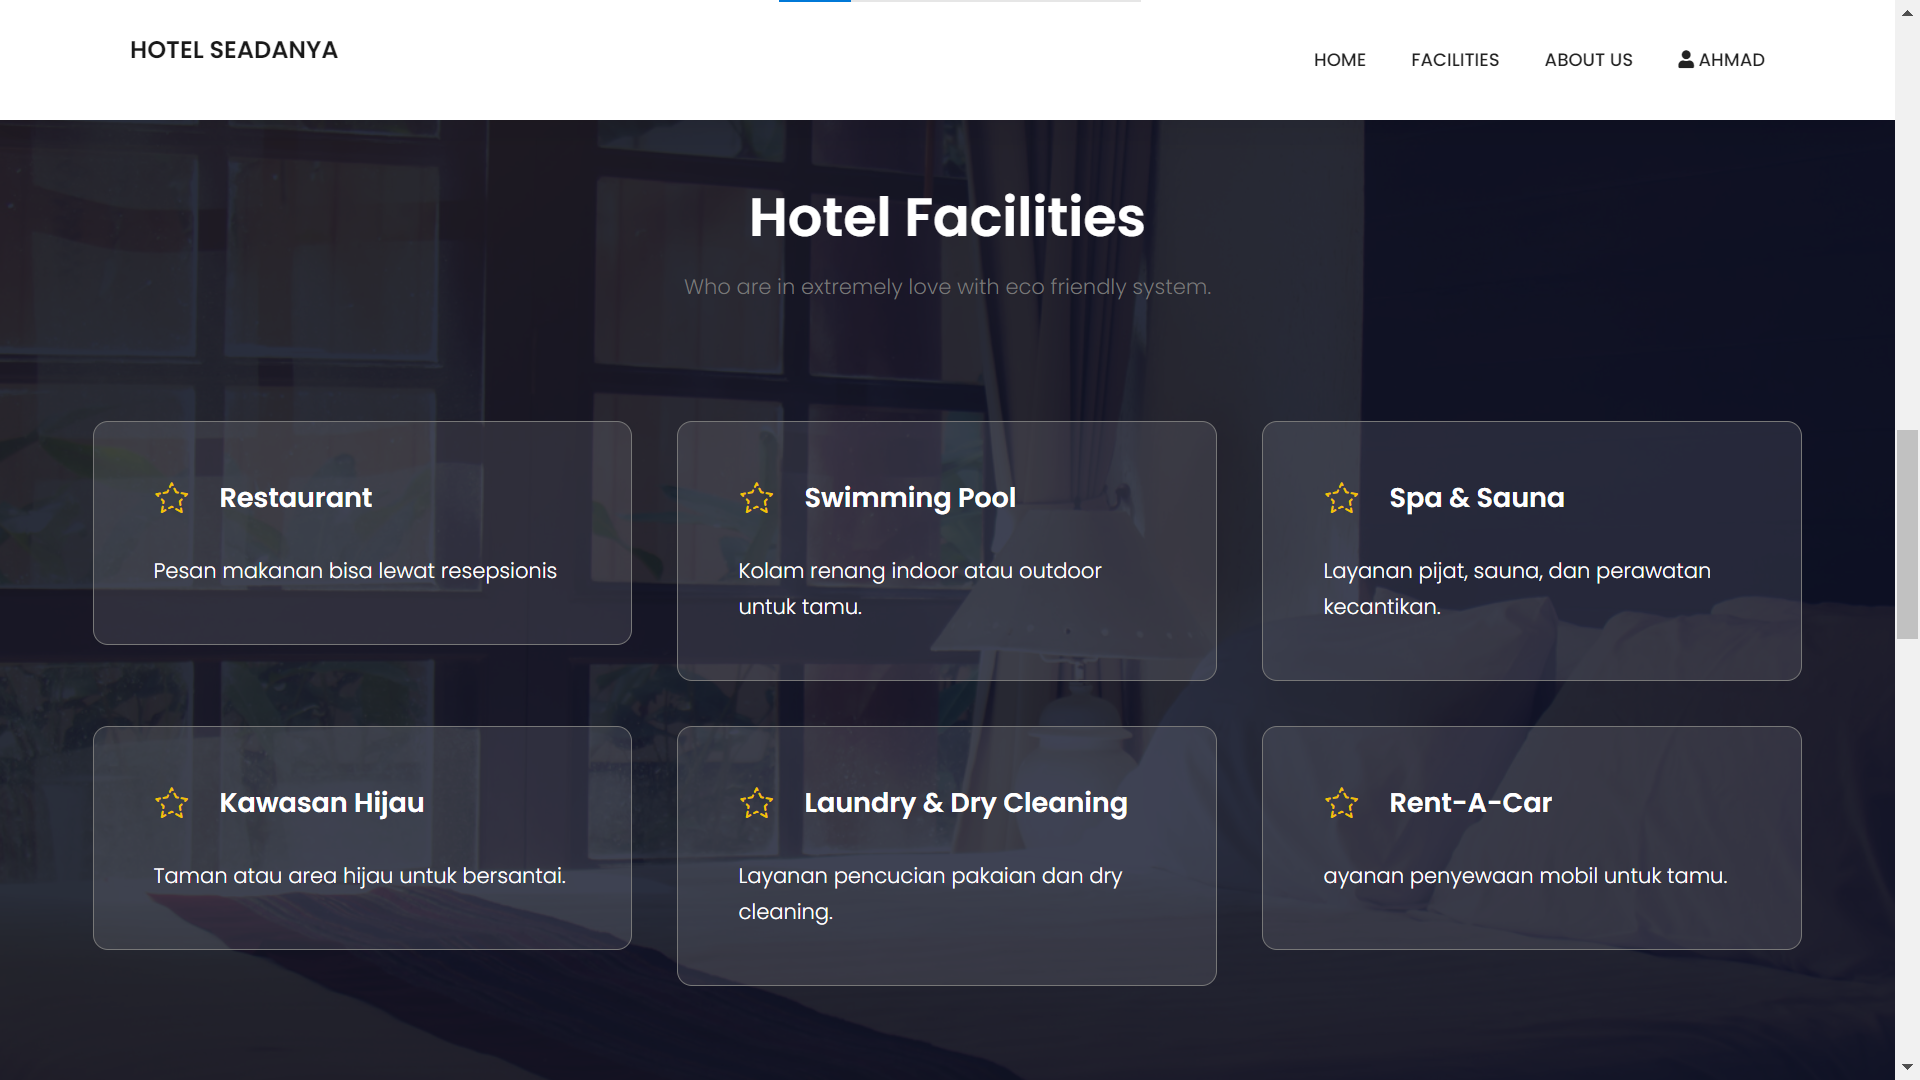 HOTEL SEADANYA
HOME
FACILITIES
ABOUT US
AHMAD
Hotel Facilities
Who are in extremely love with eco friendly system.
Restaurant
Pesan makanan bisa lewat resepsionis
Swimming Pool
Kolam renang indoor atau outdoor
untuk tamu.
Spa & Sauna
Layanan pijat, sauna, dan perawatan
kecantikan.
Kawasan Hijau
Taman atau area hijau untuk bersantai.
Laundry & Dry Cleaning
Layanan pencucian pakaian dan dry
cleaning.
Rent-A-Car
ayanan penyewaan mobil untuk tamu.